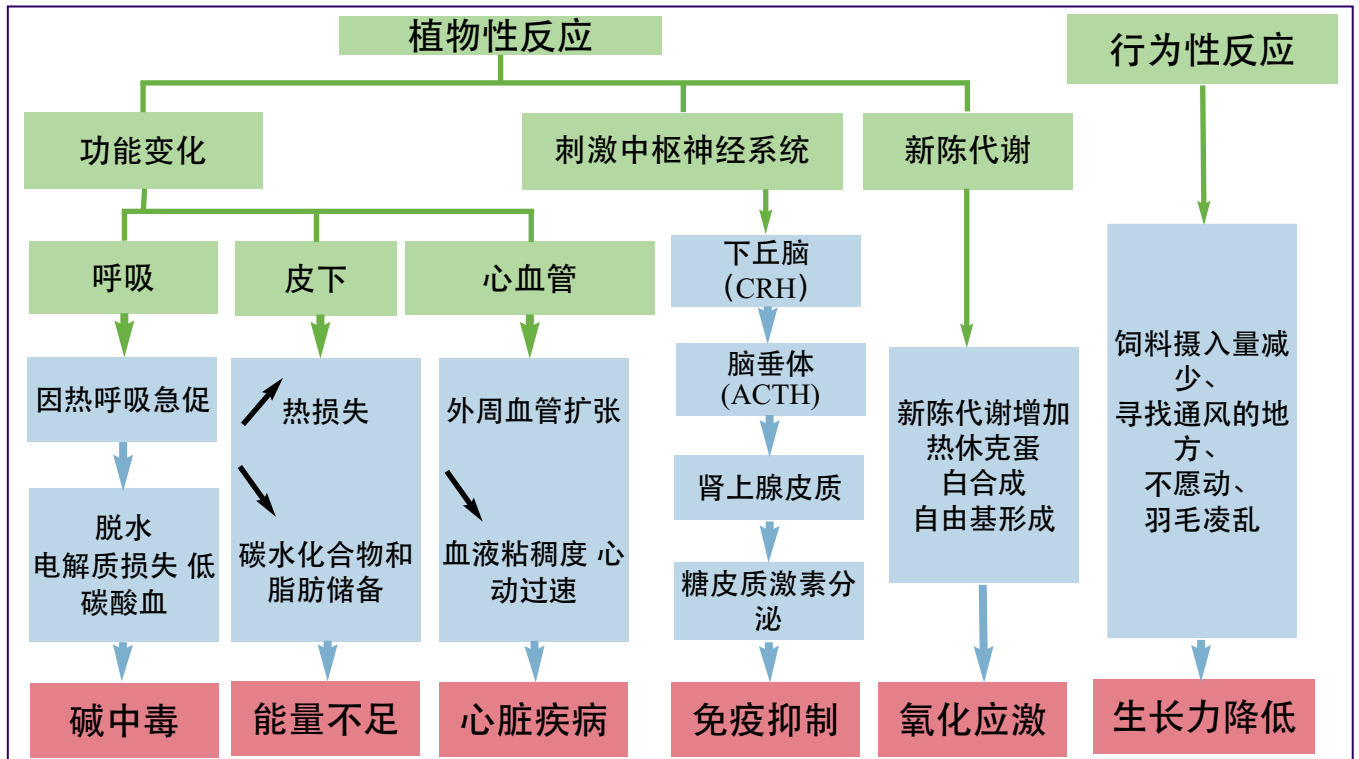 植物性反应
行为性反应
功能变化
刺激中枢神经系统
新陈代谢
呼吸
皮下
心血管
下丘脑
(CRH)
因热呼吸急促
热损失
外周血管扩张
脑垂体
(ACTH)
新陈代谢增加
热休克蛋
白合成
自由基形成
饲料摄入量减
少、
寻找通风的地
方、
不愿动、
羽毛凌乱
肾上腺皮质
脱水
电解质损失 低
碳酸血
碳水化合物和
脂肪储备
血液粘稠度 心
动过速
糖皮质激素分
泌
碱中毒
能量不足
心脏疾病
免疫抑制
氧化应激
生长力降低